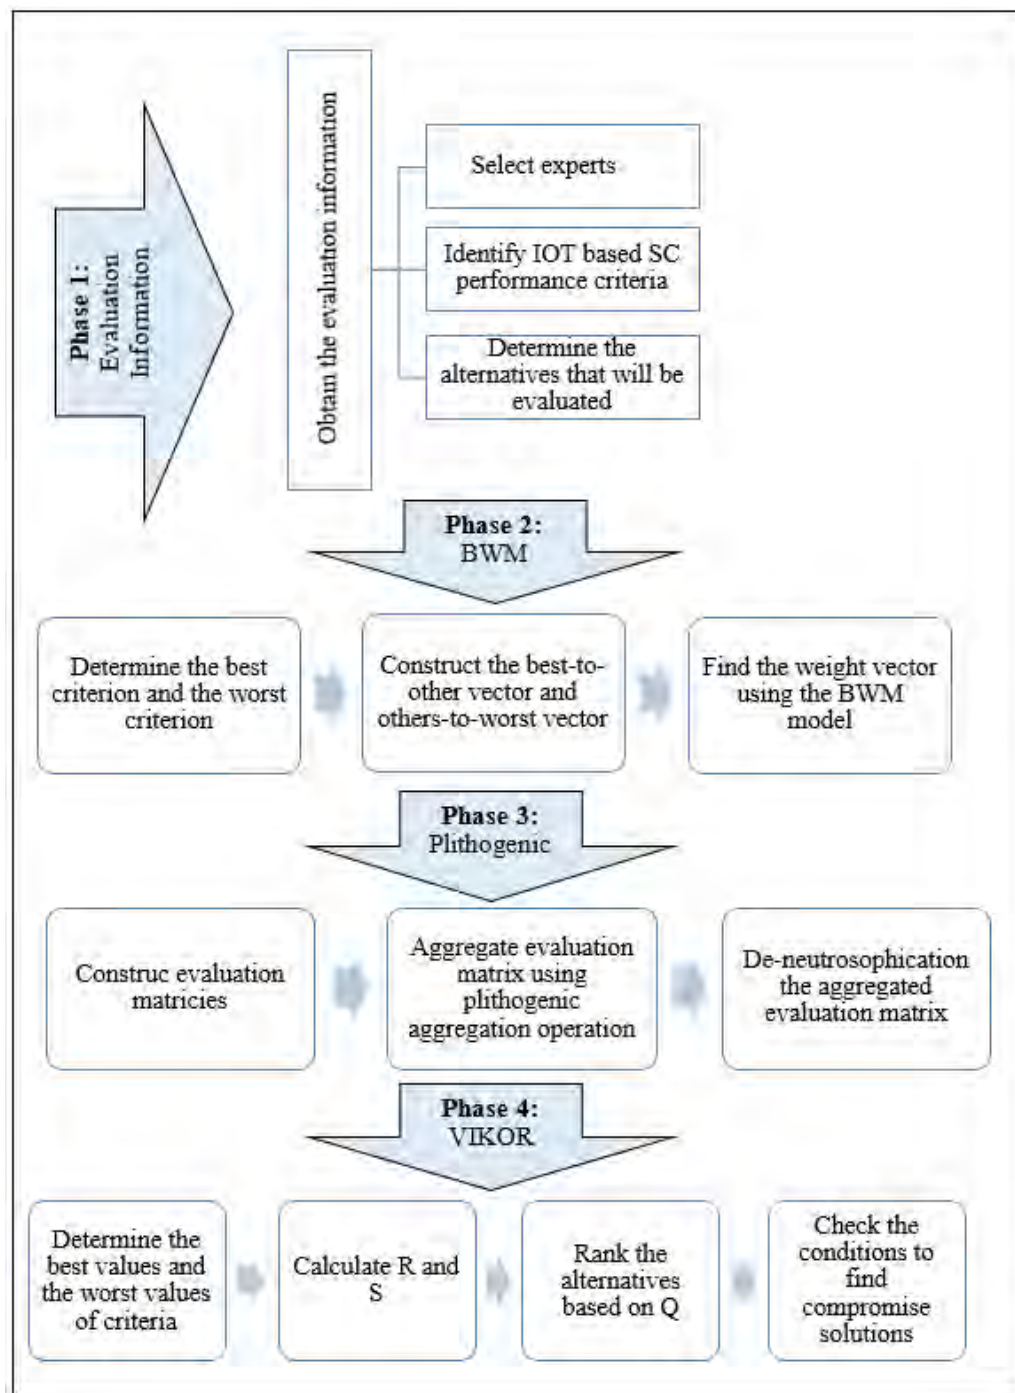 Phase 1:
Evaluation
Information
Obtain the evaluation information
Select experts
Identify IOT based SC
performance criteria
Determine the
alternatives that will be
evaluated
Phase 2:
BWM
Determine the best
criterion and the worst
criterion
Construct the best-to-
other vector and
others-to-worst vector
Find the weight vector
using the BWM
model
Phase 3:
Plithogenic
Construc evaluation
matricies
Aggregate evaluation
matrix using
plithogenic
aggregation operation
De-neutrosophication
the aggregated
evaluation matrix
Phase 4:
VIKOR
Determine the
best values and
the worst values
of criteria
Calculate R and
S
Rank the
alternatives
based on Q
Check the
conditions to
find
compromise
solutions